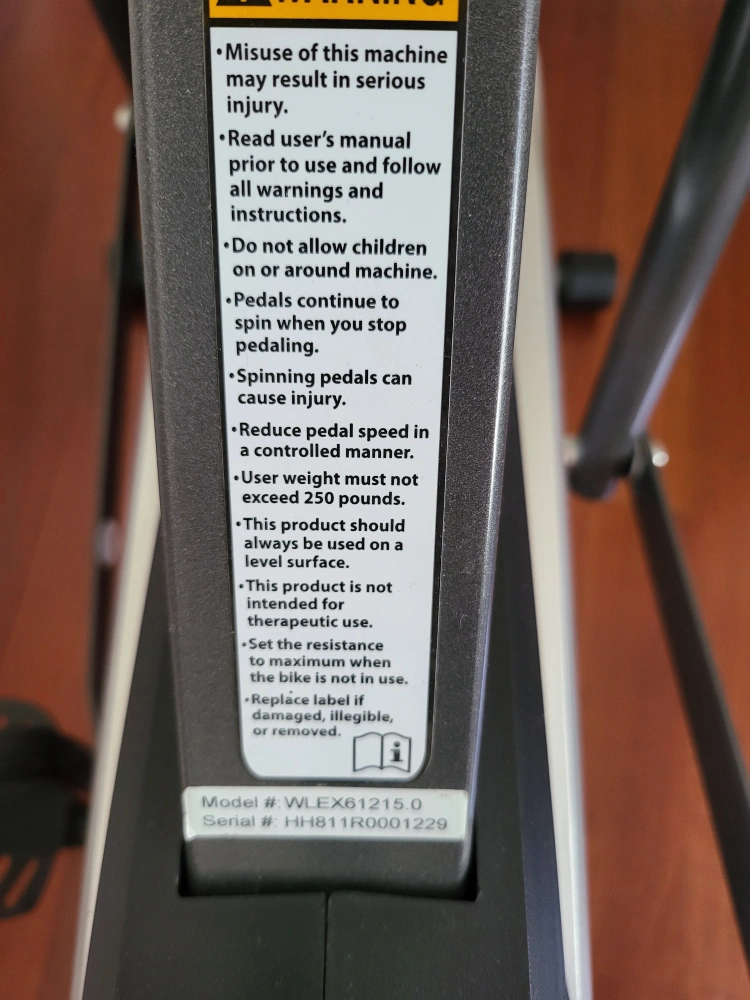 WARNING
•Misuse of this machine
may result in serious
injury.
•Read user's manual
prior to use and follow
all warnings and
instructions.
•Do not allow children
on or around machine.
•Pedals continue to
spin when you stop
pedaling.
•Spinning pedals can
cause injury.
•Reduce pedal speed in
a controlled manner.
•User weight must not
exceed 250 pounds.
•This product should
always be used on a
level surface.
•This product is not
intended for
therapeutic use.
•Set the resistance
to maximum when
the bike is not in use.
•Replace label if
damaged, illegible,
or removed.
i
Model #: WLEX61215.0
Serial #: HH811R0001229